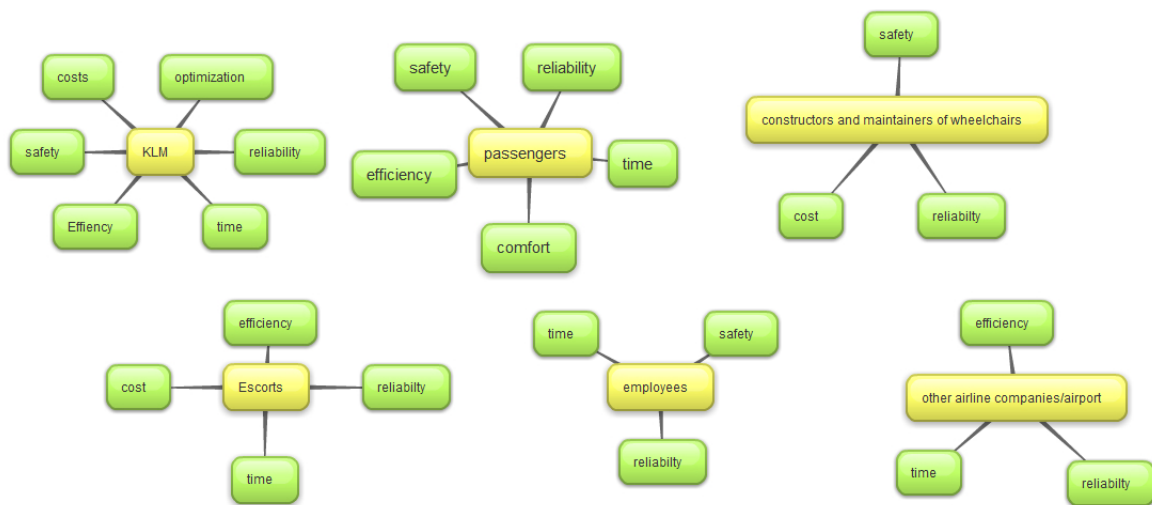 costs
optimization
safety
KLM
reliability
Effiency
time
safety
reliability
passengers
time
efficiency
comfort
safety
constructors and maintainers of wheelchairs
cost
reliabilty
efficiency
cost
Escorts
reliabilty
time
time
safety
employees
reliabilty
efficiency
other airline companies/airport
time
reliabilty